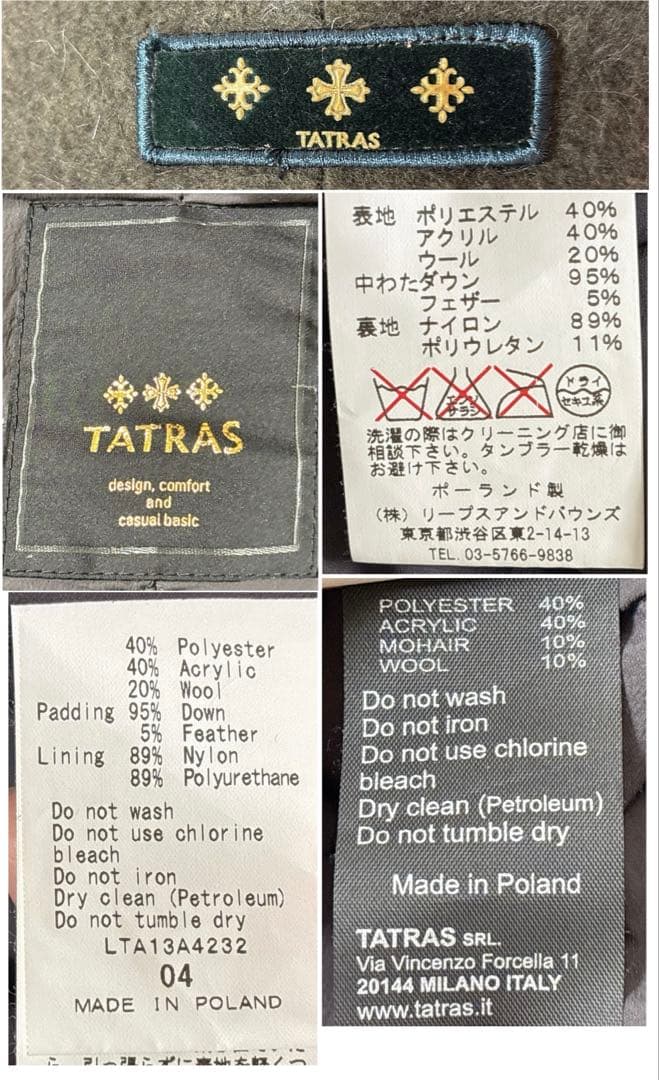 TATRAS
TATRAS
design, comfort
and
casual basic
表地 ポリエステル 40%
アクリル 40%
ウール 20%
中わた ダウン 95%
フェザー 5%
裏地 ナイロン 89%
ポリウレタン 11%
エンソ
サラシ
ドライ
セキユ系
洗濯の際はクリーニング店に御
相談下さい。タンブラー乾燥は
お避け下さい。
ポーランド製
(株) リープスアンドバウンズ
東京都渋谷区東2-14-13
TEL. 03-5766-9838
40% Polyester
40% Acrylic
20% Wool
Padding 95% Down
5% Feather
Lining 89% Nylon
89% Polyurethane
Do not wash
Do not use chlorine
bleach
Do not iron
Dry clean (Petroleum)
Do not tumble dry
LTA13A4232
04
MADE IN POLAND
POLYESTER 40%
ACRYLIC 40%
MOHAIR 10%
WOOL 10%
Do not wash
Do not iron
Do not use chlorine
bleach
Dry clean (Petroleum)
Do not tumble dry
Made in Poland
TATRAS SRL.
Via Vincenzo Forcella 11
20144 MILANO ITALY
www.tatras.it